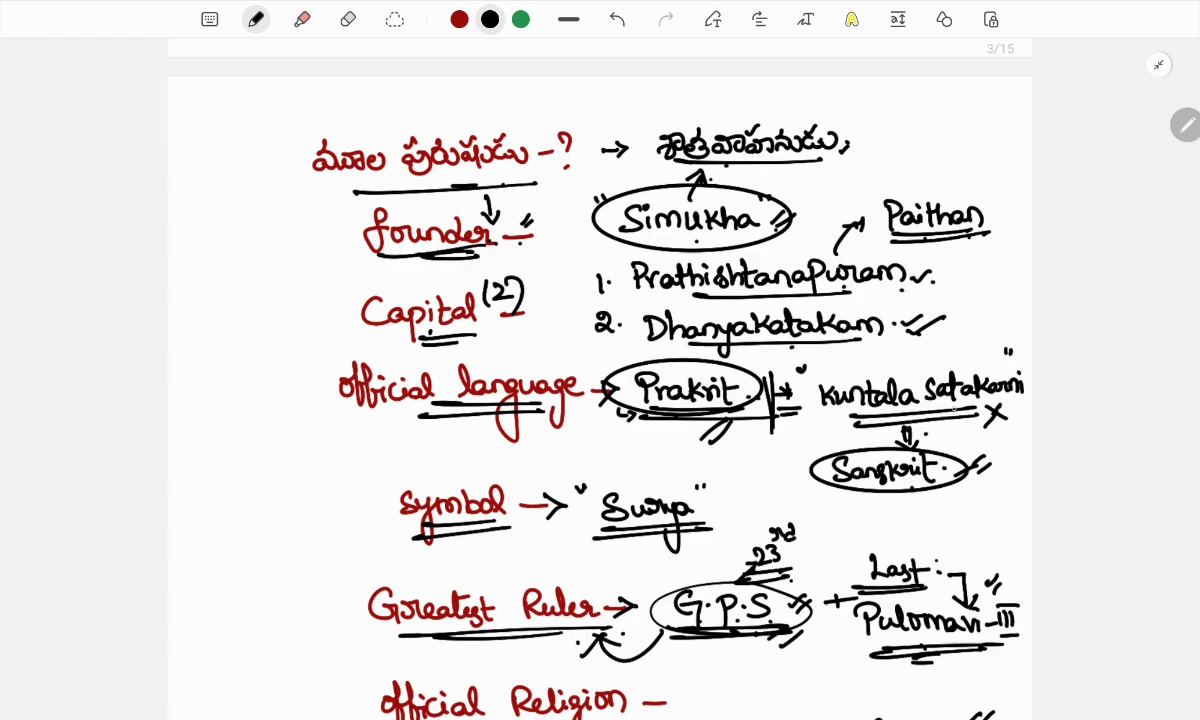 3/15
మూల పురుషుడు - ? → శాతవాహనుడు,
founder - "Simukha"
Paithan
Capital (2) - 1. Prathishtanapuram
2. Dhanyakatakam
official language → Prakrit → Kuntala Satakarni"
Sanskrit.
Symbol → "Surya"
23rd
Last:
Greatest Ruler → G.P.S + Pulomavi-III
official Religion -